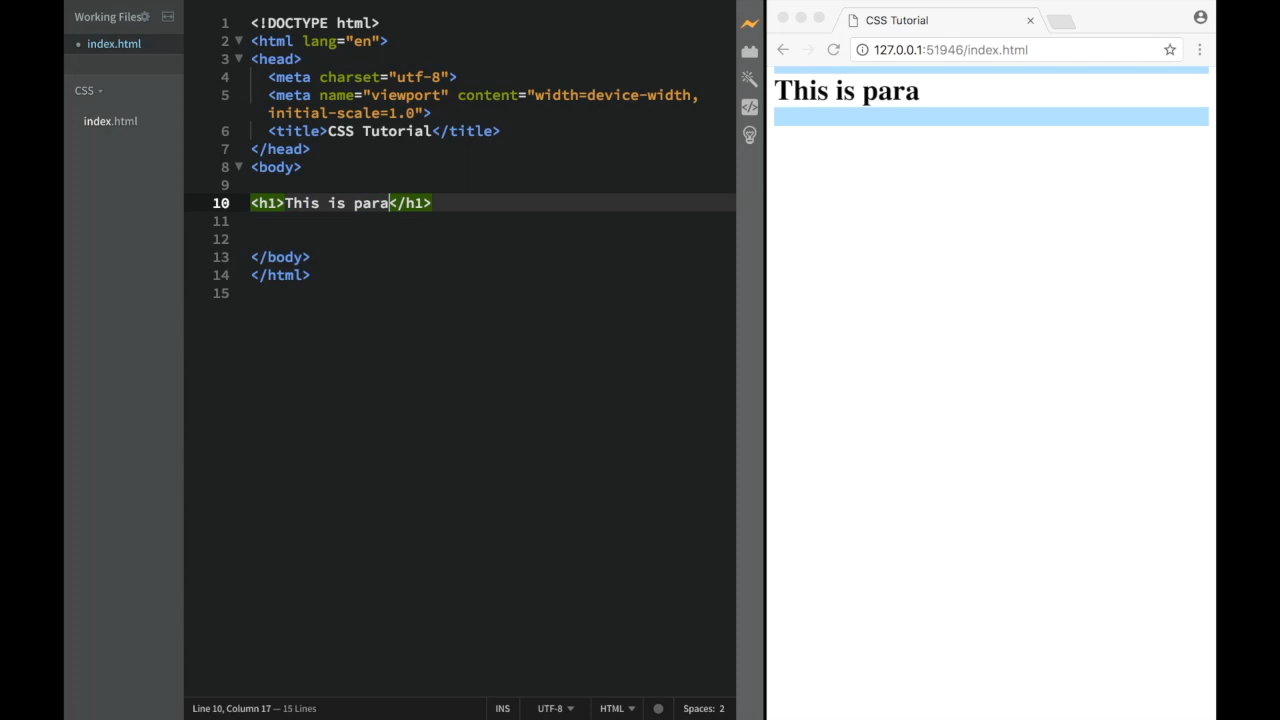 Working Files
index.html
CSS
index.html
1 <!DOCTYPE html>
2 <html lang="en">
3 <head>
4 <meta charset="utf-8">
5 <meta name="viewport" content="width=device-width,
initial-scale=1.0">
6 <title>CSS Tutorial</title>
7 </head>
8 <body>
9
10 <h1>This is para</h1>
11
12
13 </body>
14 </html>
15
Line 10, Column 17 — 15 Lines
INS
UTF-8
HTML
Spaces: 2
CSS Tutorial
127.0.0.1:51946/index.html
This is para